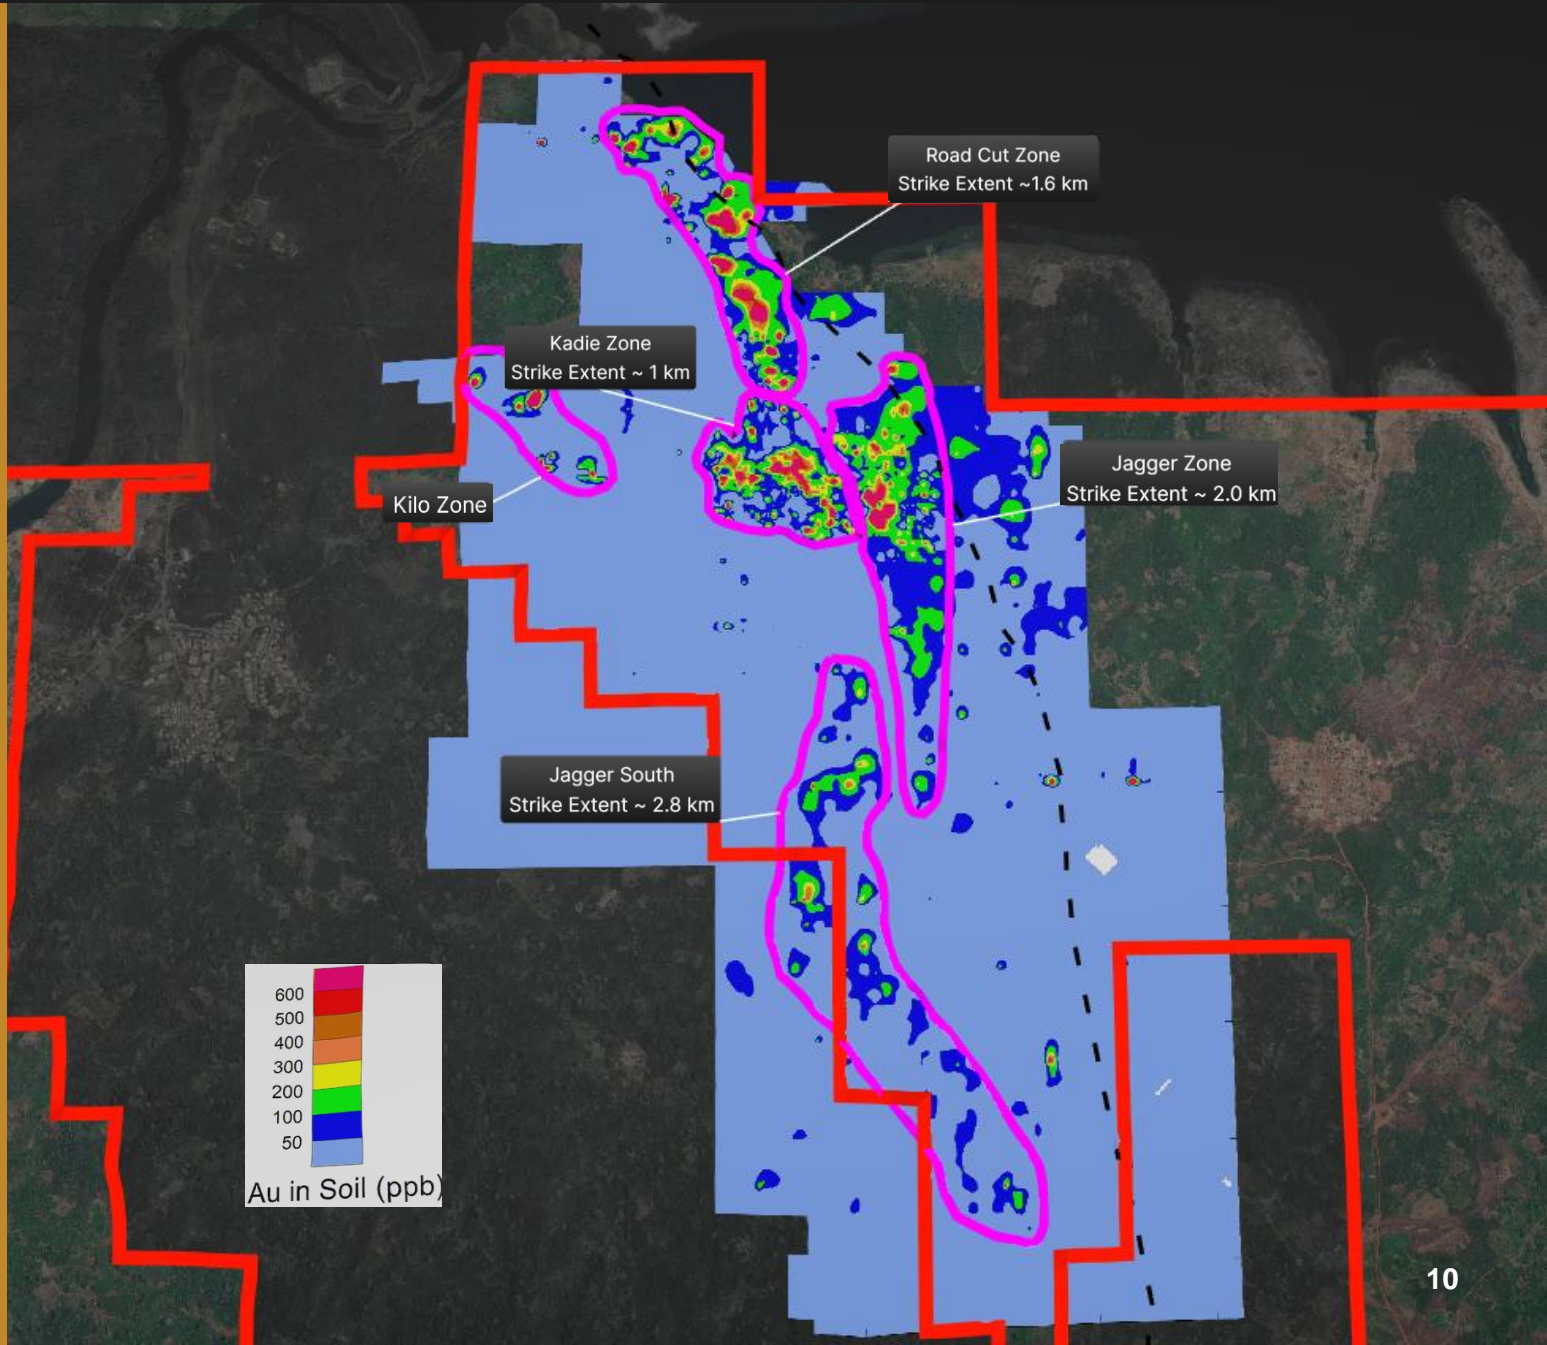 Road Cut Zone
Strike Extent ~1.6 km
Kadie Zone
Strike Extent ~ 1 km
Jagger Zone
Strike Extent ~ 2.0 km
Kilo Zone
Jagger South
Strike Extent ~ 2.8 km
600
500
400
300
200
100
50
Au in Soil (ppb)
10